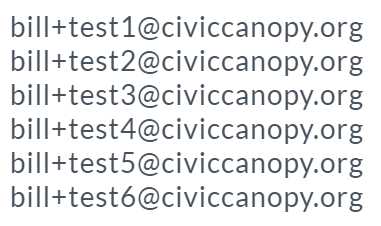 bill+test1@civiccanopy.org
bill+test2@civiccanopy.org
bill+test3@civiccanopy.org
bill+test4@civiccanopy.org
bill+test5@civiccanopy.org
bill+test6@civiccanopy.org